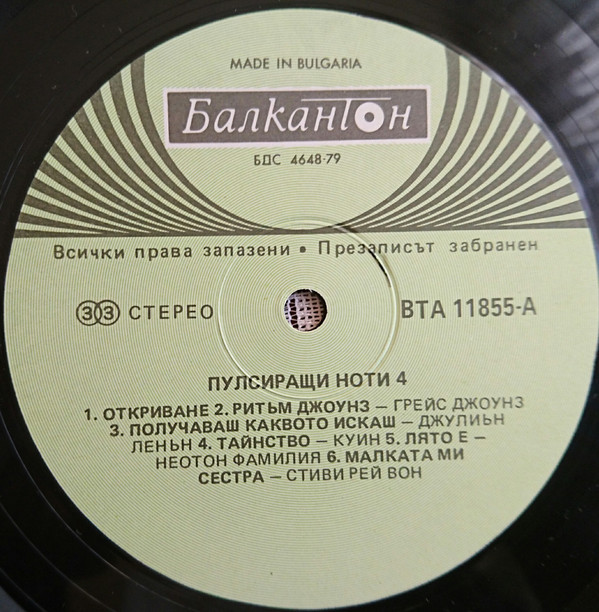 MADE IN BULGARIA
Балкантон
БДС 4648-79
Всички права запазени • Презаписът забранен
33 СТЕРЕО
ВТА 11855-А
ПУЛСИРАЩИ НОТИ 4
1. ОТКРИВАНЕ 2. РИТЪМ ДЖОУНЗ – ГРЕЙС ДЖОУНЗ
3. ПОЛУЧАВАШ КАКВОТО ИСКАШ – ДЖУЛИЪН
ЛЕНЪН 4. ТАЙНСТВО – КУИН 5. ЛЯТО Е –
НЕОТОН ФАМИЛИЯ 6. МАЛКАТА МИ
СЕСТРА – СТИВИ РЕЙ ВОН